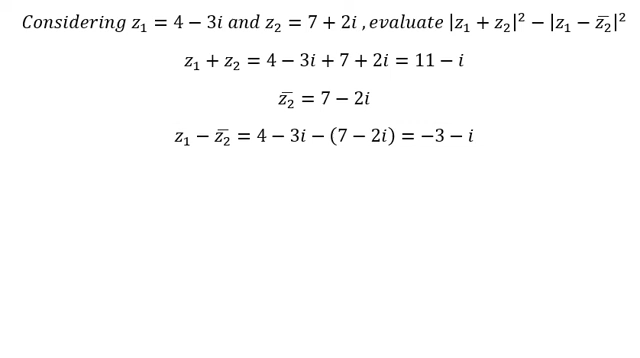 Considering z₁ = 4 − 3i and z₂ = 7 + 2i , evaluate |z₁ + z₂|² − |z₁ − z̅₂|²
z₁ + z₂ = 4 − 3i + 7 + 2i = 11 − i
z̅₂ = 7 − 2i
z₁ − z̅₂ = 4 − 3i − (7 − 2i) = −3 − i